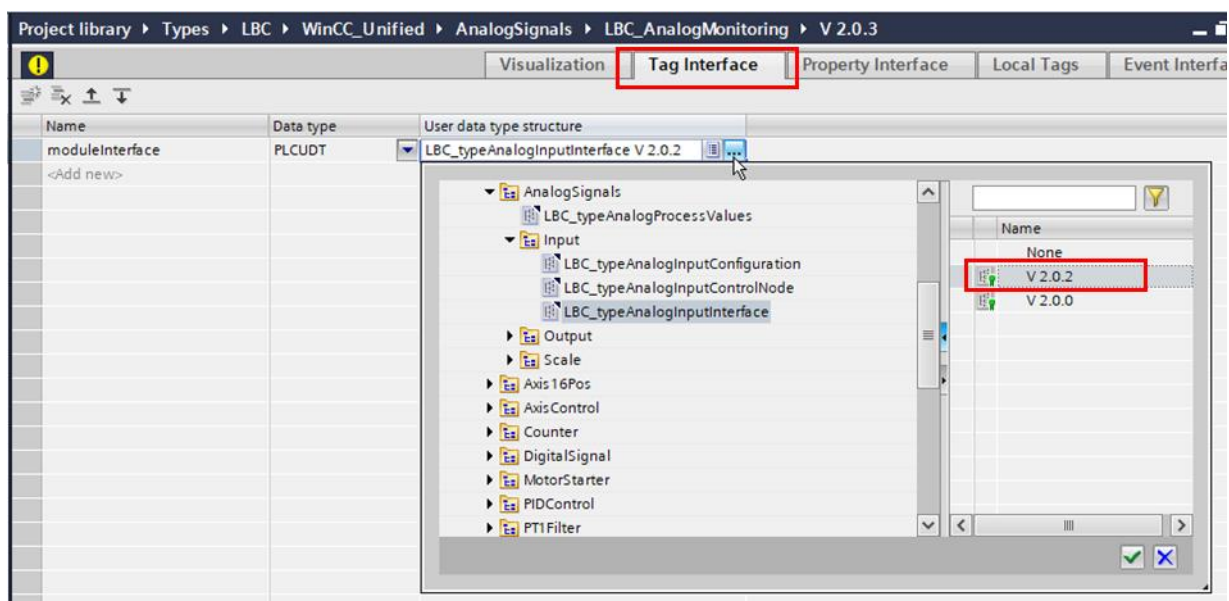 Project library ▸ Types ▸ LBC ▸ WinCC_Unified ▸ AnalogSignals ▸ LBC_AnalogMonitoring ▸ V 2.0.3
Visualization Tag Interface Property Interface Local Tags Event Interfa
Name Data type User data type structure
moduleInterface PLCUDT LBC_typeAnalogInputInterface V 2.0.2 ...
<Add new>
AnalogSignals
LBC_typeAnalogProcessValues
Name
Input
None
LBC_typeAnalogInputConfiguration
V 2.0.2
LBC_typeAnalogInputControlNode
V 2.0.0
LBC_typeAnalogInputInterface
Output
Scale
Axis16Pos
AxisControl
Counter
DigitalSignal
MotorStarter
PIDControl
PT1Filter